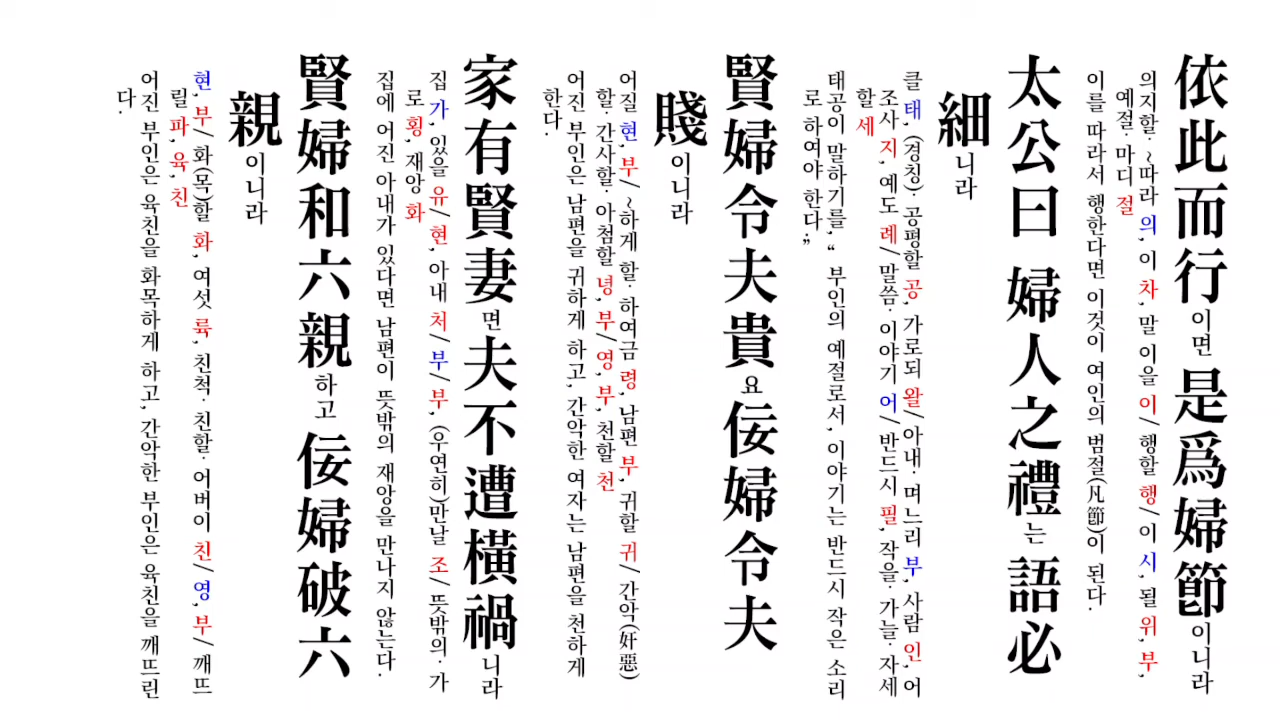 依此而行이면 是爲婦節이니라
의지할·~따라 의, 이 차, 말 이을 이/ 행할 행/ 이 시, 될 위, 부,
예절·마디 절
이를 따라서 행한다면 이것이 여인의 범절(凡節)이 된다.
太公曰 婦人之禮는 語必
細니라
클 태, (경칭)·공평할 공, 가로되 왈/ 아내·며느리 부, 사람 인, 어
조사 지, 예도 례/ 말씀·이야기 어/ 반드시 필, 작을·가늘·자세
할 세
태공이 말하기를, “ 부인의 예절로서, 이야기는 반드시 작은 소리
로 하여야 한다.”
賢婦令夫貴요 佞婦令夫
賤이니라
어질 현, 부/ ~하게 할·하여금 령, 남편 부, 귀할 귀/ 간악(奸惡)
할·간사할·아첨할 녕, 부/ 영, 부, 천할 천
어진 부인은 남편을 귀하게 하고, 간악한 여자는 남편을 천하게
한다.
家有賢妻면 夫不遭橫禍니라
집 가, 있을 유/ 현, 아내 처/ 부/ 부, (우연히)만날 조/ 뜻밖의·가
로 횡, 재앙 화
집에 어진 아내가 있다면 남편이 뜻밖의 재앙을 만나지 않는다.
賢婦和六親하고 佞婦破六
親이니라
현, 부/ 화(목)할 화, 여섯 륙, 친척·친할·어버이 친/ 영, 부/ 깨뜨
릴 파, 육, 친
어진 부인은 육친을 화목하게 하고, 간악한 부인은 육친을 깨뜨린
다.